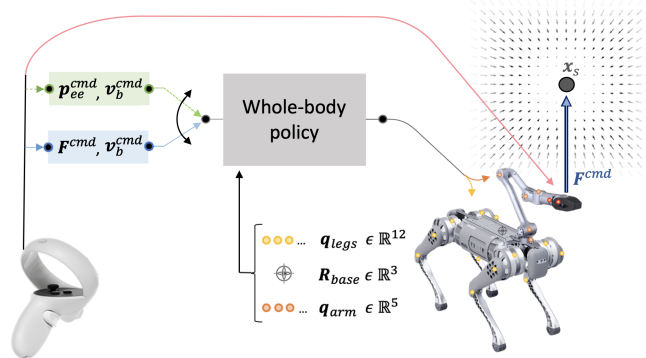 p_ee^cmd, v_b^cmd
F^cmd, v_b^cmd
Whole-body
policy
x_s
F^cmd
... q_legs ϵ ℝ^12
R_base ϵ ℝ^3
... q_arm ϵ ℝ^5